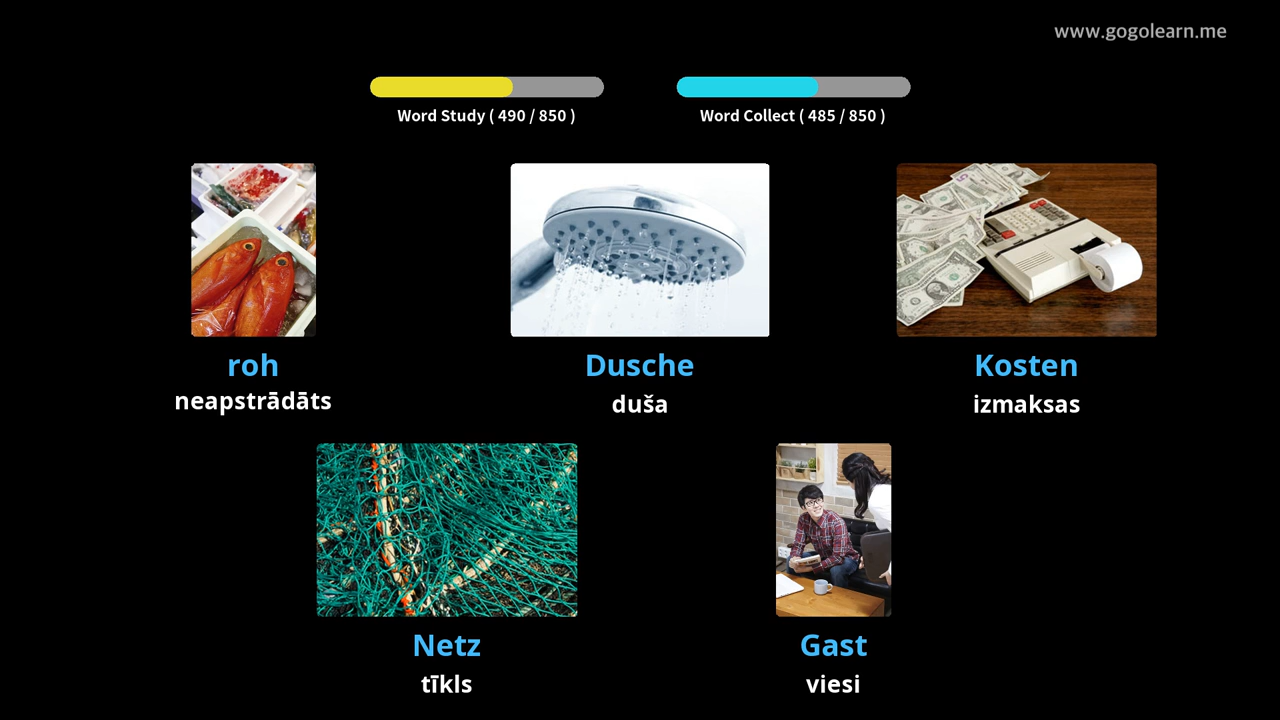 www.gogolearn.me
Word Study ( 490 / 850 )
Word Collect ( 485 / 850 )
roh
neapstrādāts
Dusche
duša
Kosten
izmaksas
Netz
tīkls
Gast
viesi